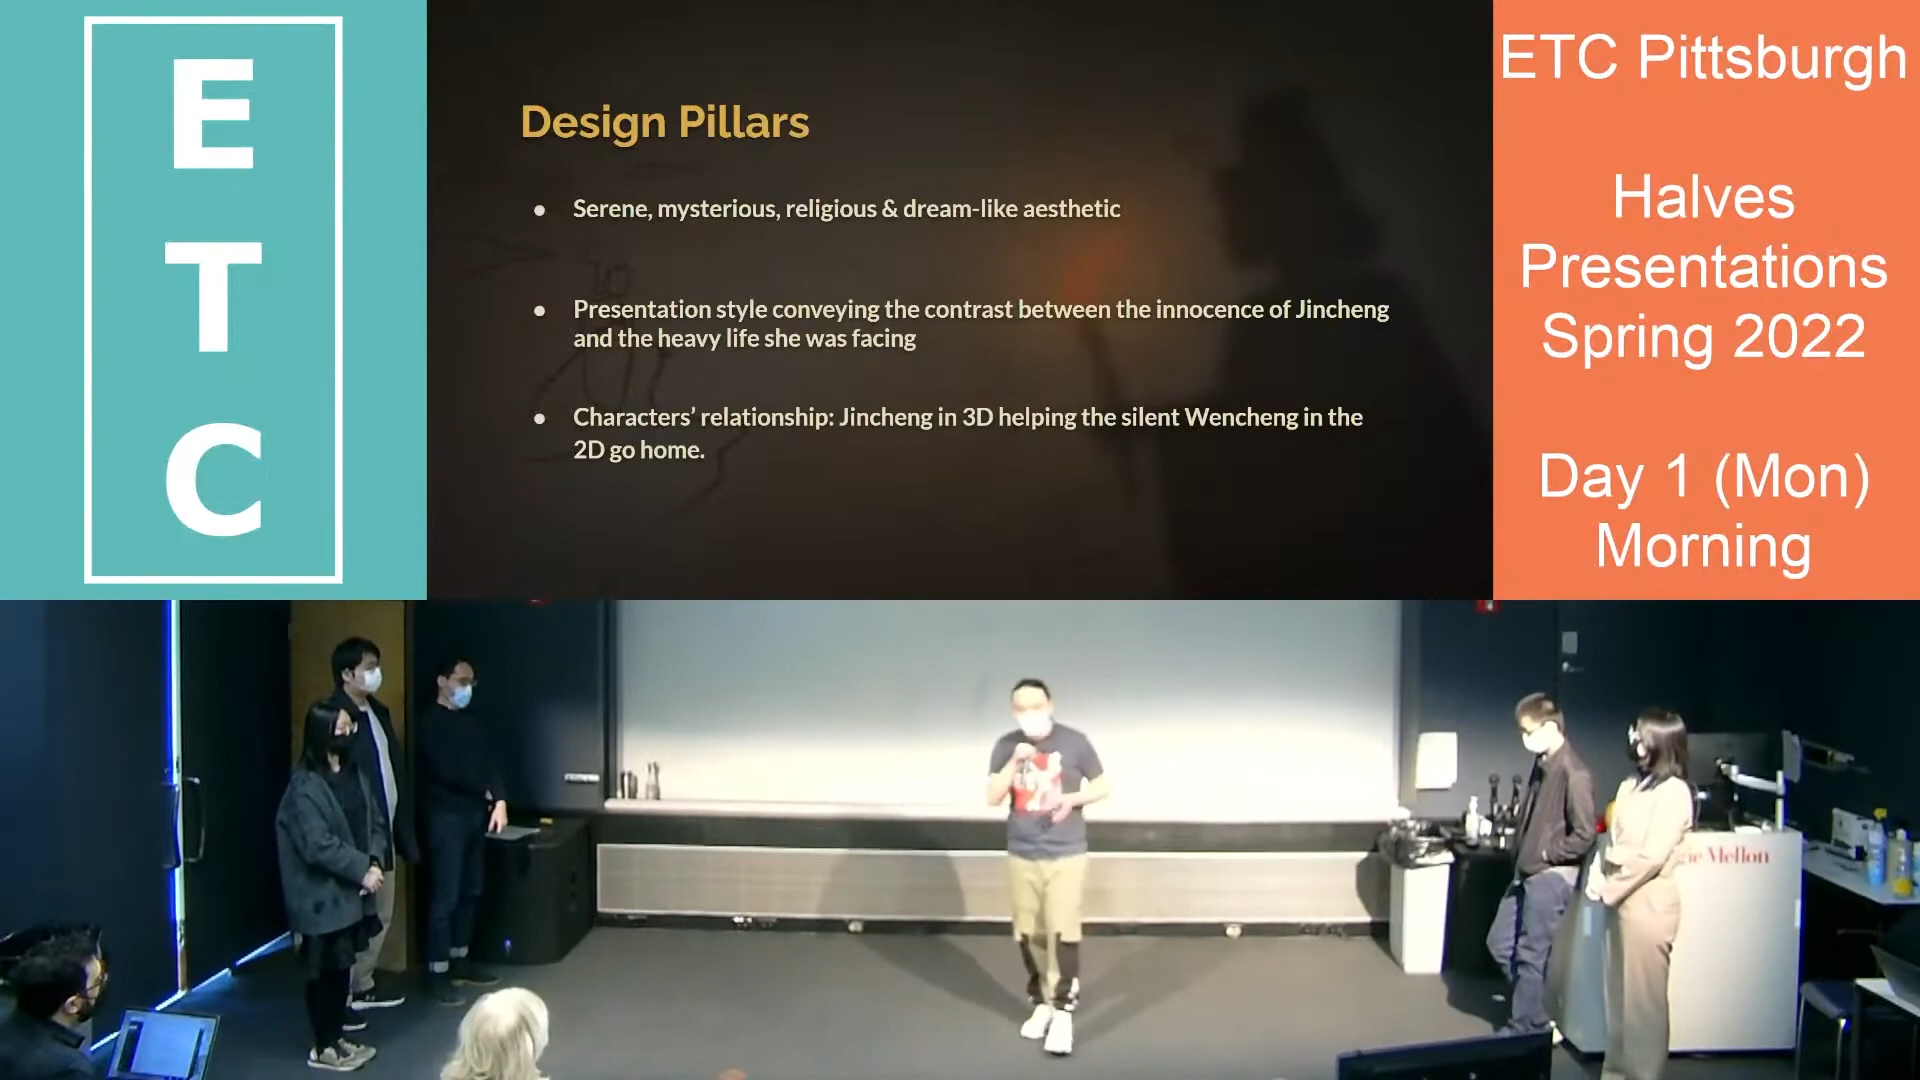 E
T
C
Design Pillars
● Serene, mysterious, religious & dream-like aesthetic
● Presentation style conveying the contrast between the innocence of Jincheng
and the heavy life she was facing
● Characters’ relationship: Jincheng in 3D helping the silent Wencheng in the
2D go home.
ETC Pittsburgh
Halves
Presentations
Spring 2022
Day 1 (Mon)
Morning
Mellon